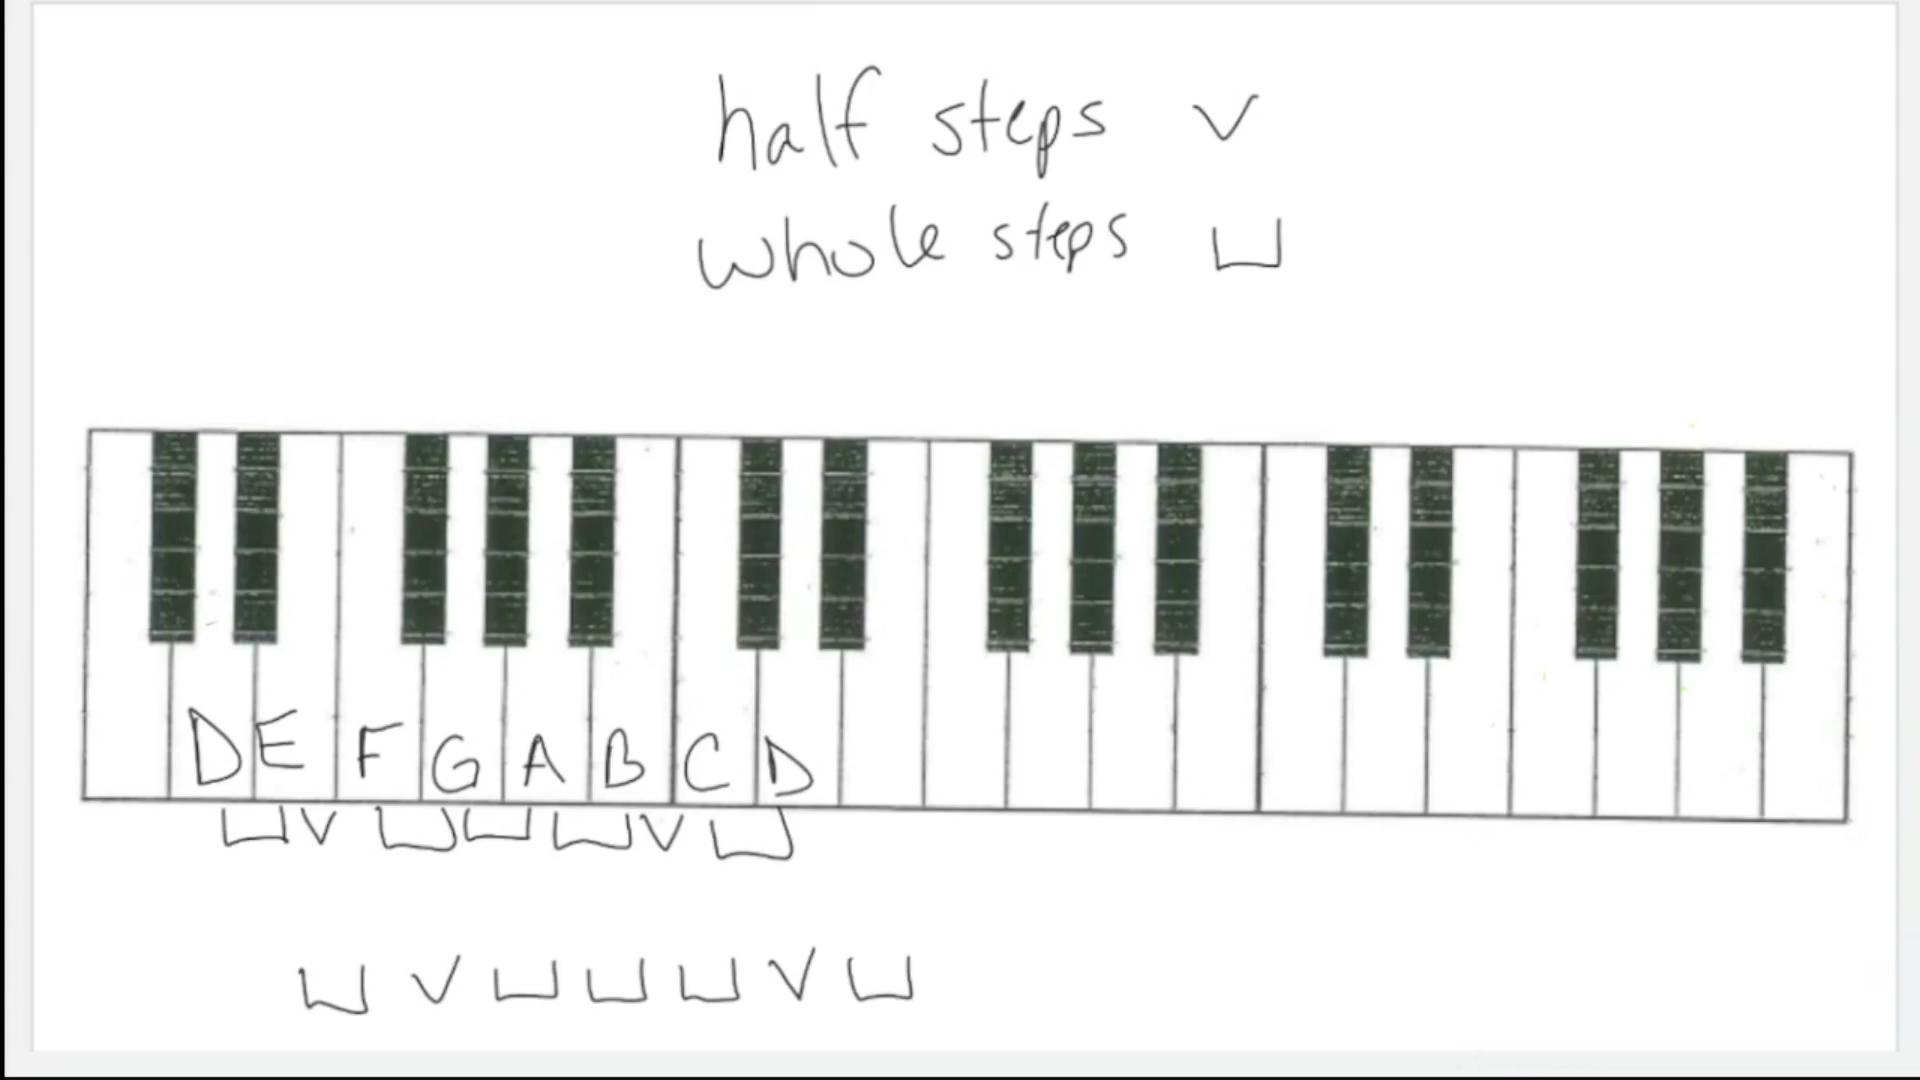 half steps ∨
whole steps ⊔
D E F G A B C D
⊔ ∨ ⊔ ⊔ ⊔ ∨ ⊔
⊔ ∨ ⊔ ⊔ ⊔ ∨ ⊔